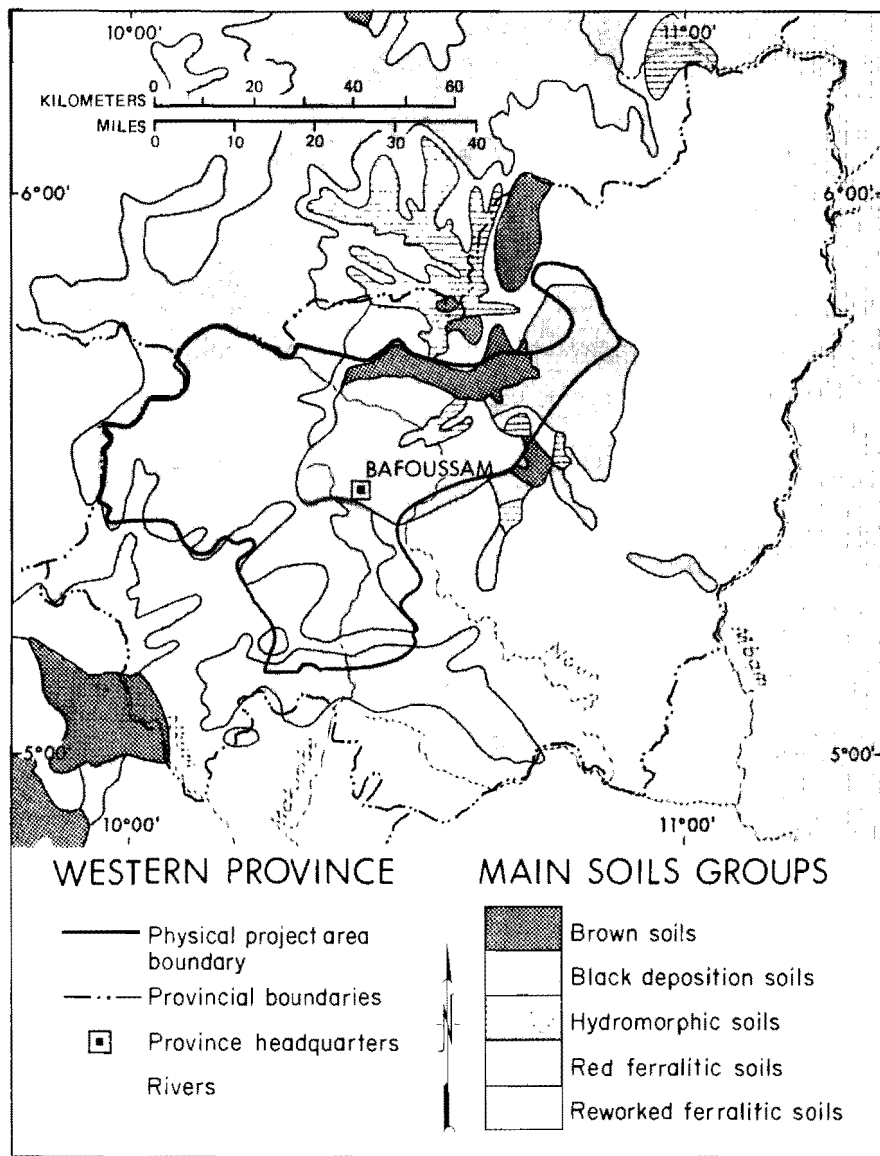 10°00'
11°00'
0 20 40 60
KILOMETERS
MILES
0 10 20 30 40
6°00'
6°00'
BAFOUSSAM
5°00'
5°00'
10°00'
11°00'
WESTERN PROVINCE
Physical project area
boundary
Provincial boundaries
Province headquarters
Rivers
N
MAIN SOILS GROUPS
Brown soils
Black deposition soils
Hydromorphic soils
Red ferralitic soils
Reworked ferralitic soils